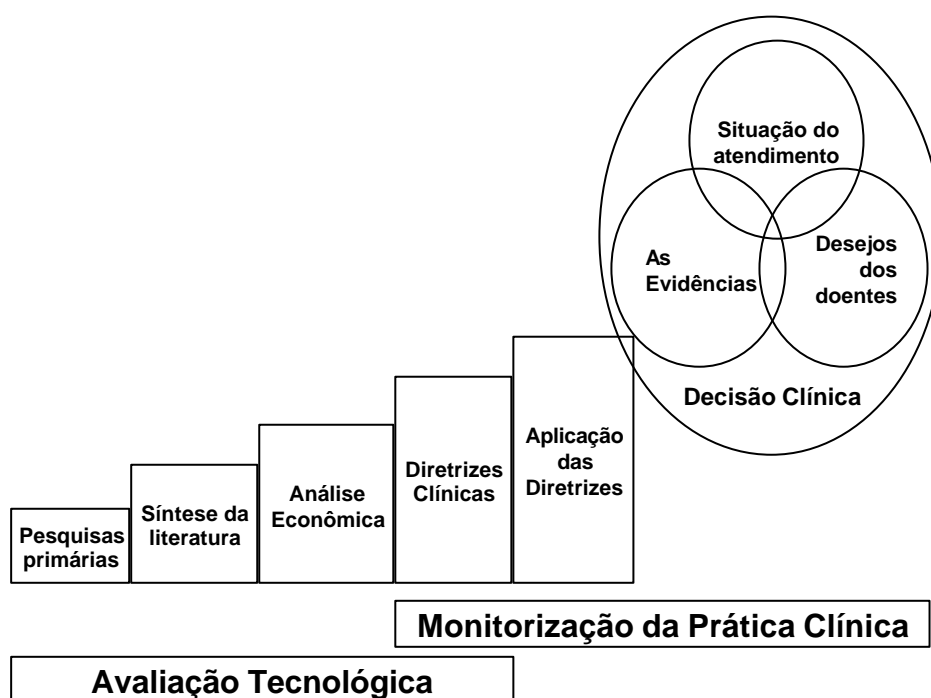 Situação do
atendimento
As
Evidências
Desejos
dos
doentes
Decisão Clínica
Pesquisas
primárias
Síntese da
literatura
Análise
Econômica
Diretrizes
Clínicas
Aplicação
das
Diretrizes
Monitorização da Prática Clínica
Avaliação Tecnológica